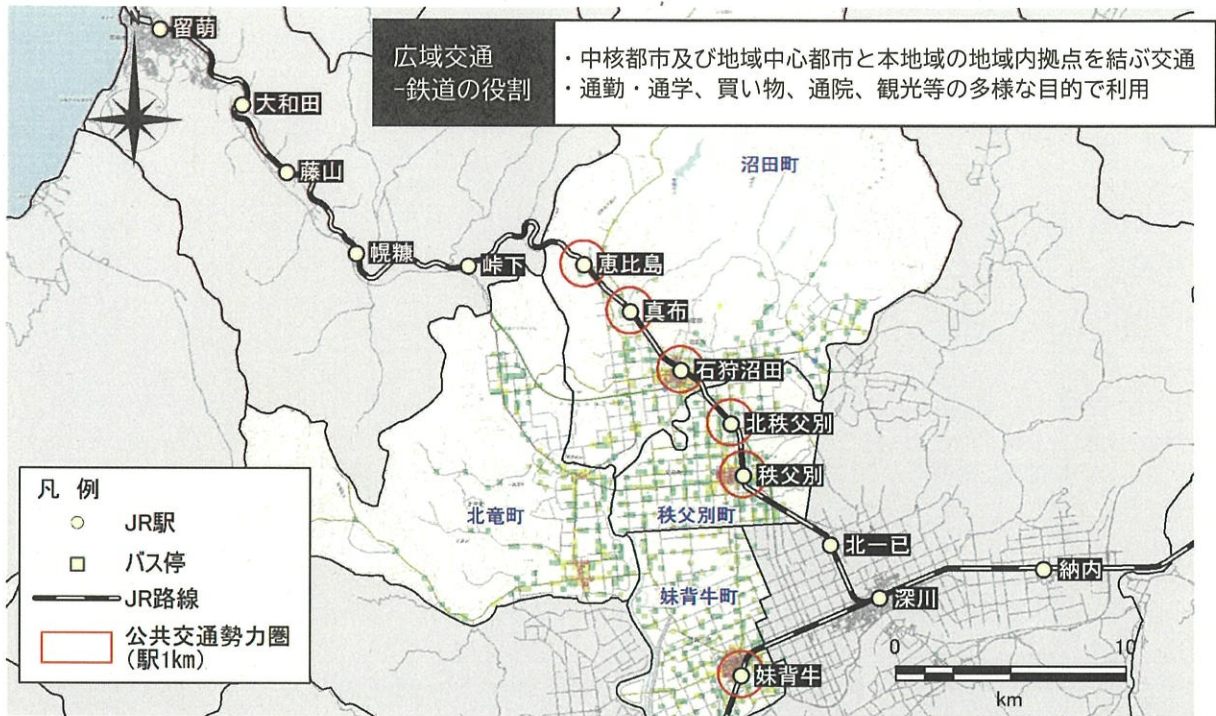 広域交通
-鉄道の役割
・中核都市及び地域中心都市と本地域の地域内拠点を結ぶ交通
・通勤・通学、買い物、通院、観光等の多様な目的で利用
留萌
大和田
藤山
幌糠
峠下
恵比島
真布
石狩沼田
北秩父別
秩父別
北一已
深川
納内
妹背牛
沼田町
北竜町
秩父別町
妹背牛町
凡 例
JR駅
バス停
JR路線
公共交通勢力圏
(駅1km)
0 10
km